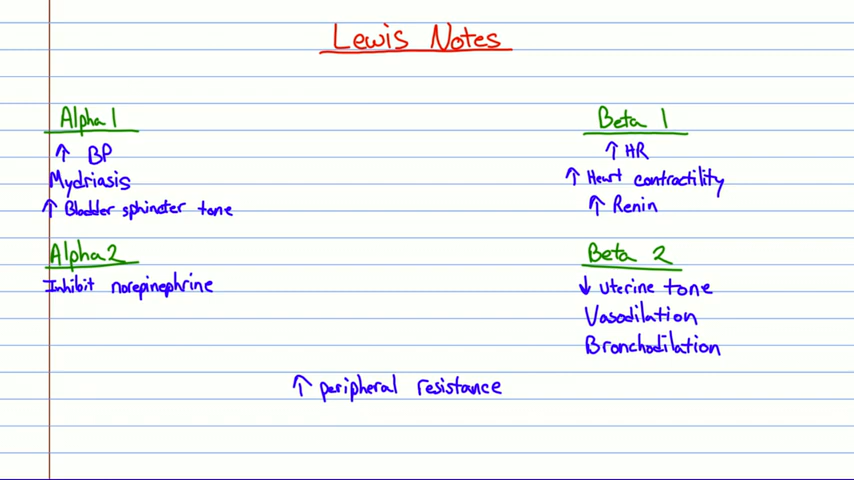 Lewis Notes
Alpha 1
↑ BP
Mydriasis
↑ Bladder sphincter tone
Alpha 2
Inhibit norepinephrine
Beta 1
↑ HR
↑ Heart contractility
↑ Renin
Beta 2
↓ Uterine tone
Vasodilation
Bronchodilation
↑ peripheral resistance